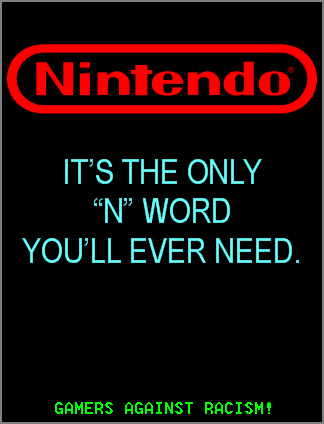 Nintendo®
IT'S THE ONLY
“N” WORD
YOU'LL EVER NEED.
GAMERS AGAINST RACISM!